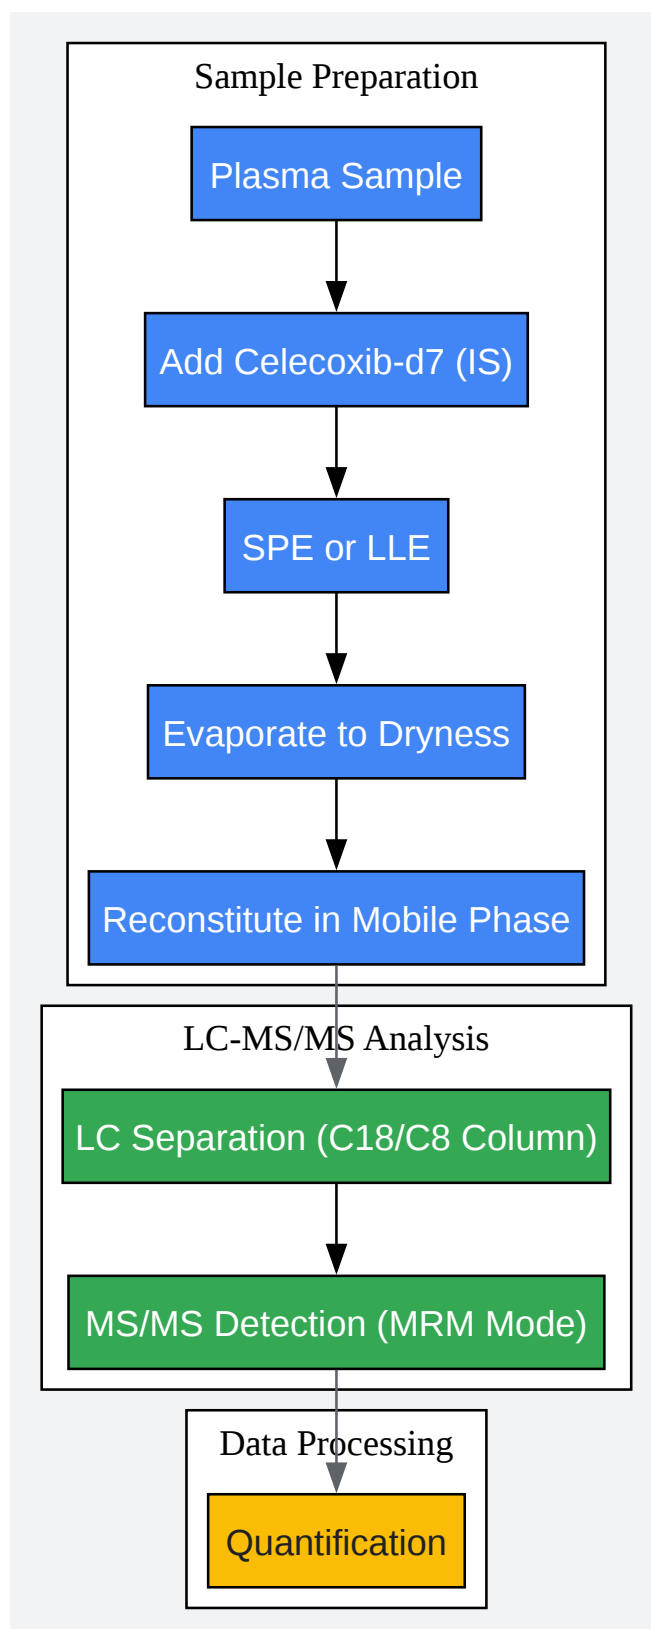 Sample Preparation
Plasma Sample
Add Celecoxib-d7 (IS)
SPE or LLE
Evaporate to Dryness
Reconstitute in Mobile Phase
LC-MS/MS Analysis
LC Separation (C18/C8 Column)
MS/MS Detection (MRM Mode)
Data Processing
Quantification